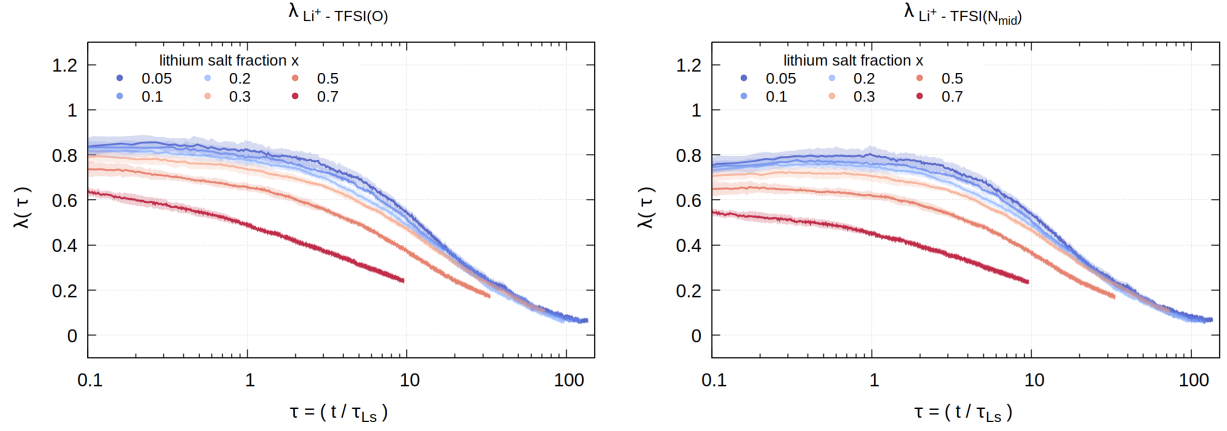 λ Li⁺ - TFSI(O)
lithium salt fraction x
0.05 0.2 0.5
0.1 0.3 0.7
1.2
1
0.8
0.6
0.4
0.2
0
λ( τ )
0.1 1 10 100
τ = ( t / τ_Ls )
λ Li⁺ - TFSI(N_mid)
lithium salt fraction x
0.05 0.2 0.5
0.1 0.3 0.7
1.2
1
0.8
0.6
0.4
0.2
0
λ( τ )
0.1 1 10 100
τ = ( t / τ_Ls )